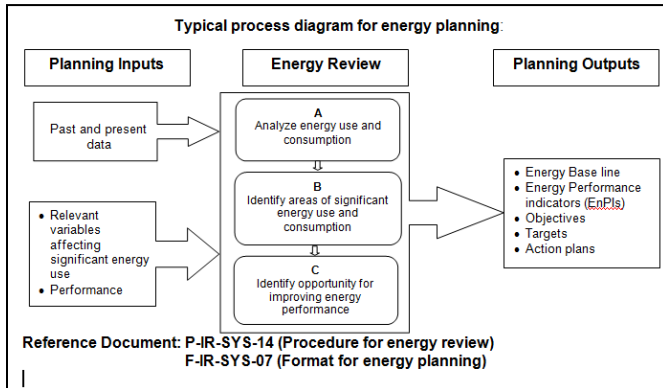 Typical process diagram for energy planning:
Planning Inputs
Energy Review
Planning Outputs
Past and present
data
• Relevant
variables
affecting
significant energy
use
• Performance
A
Analyze energy use and
consumption
B
Identify areas of significant
energy use and
consumption
C
Identify opportunity for
improving energy
performance
• Energy Base line
• Energy Performance
indicators (EnPIs)
• Objectives
• Targets
• Action plans
Reference Document: P-IR-SYS-14 (Procedure for energy review)
F-IR-SYS-07 (Format for energy planning)